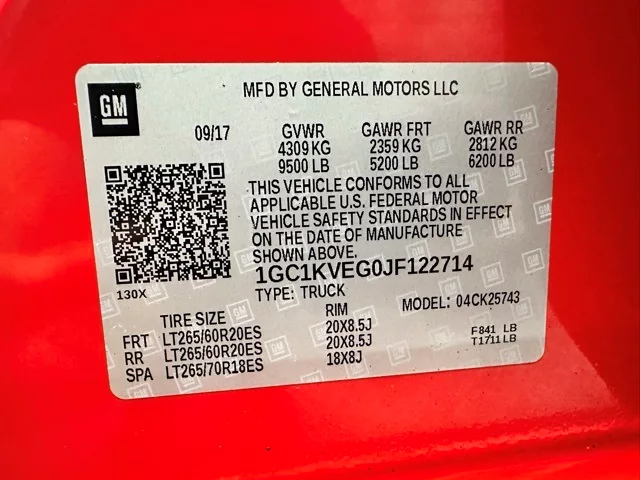 GM
MFD BY GENERAL MOTORS LLC
09/17
GVWR GAWR FRT GAWR RR
4309 KG 2359 KG 2812 KG
9500 LB 5200 LB 6200 LB
THIS VEHICLE CONFORMS TO ALL
APPLICABLE U.S. FEDERAL MOTOR
VEHICLE SAFETY STANDARDS IN EFFECT
ON THE DATE OF MANUFACTURE
SHOWN ABOVE.
1GC1KVEG0JF122714
130X
TYPE: TRUCK
MODEL: 04CK25743
TIRE SIZE RIM
FRT LT265/60R20ES 20X8.5J
RR LT265/60R20ES 20X8.5J
SPA LT265/70R18ES 18X8J
F841 LB
T1711LB